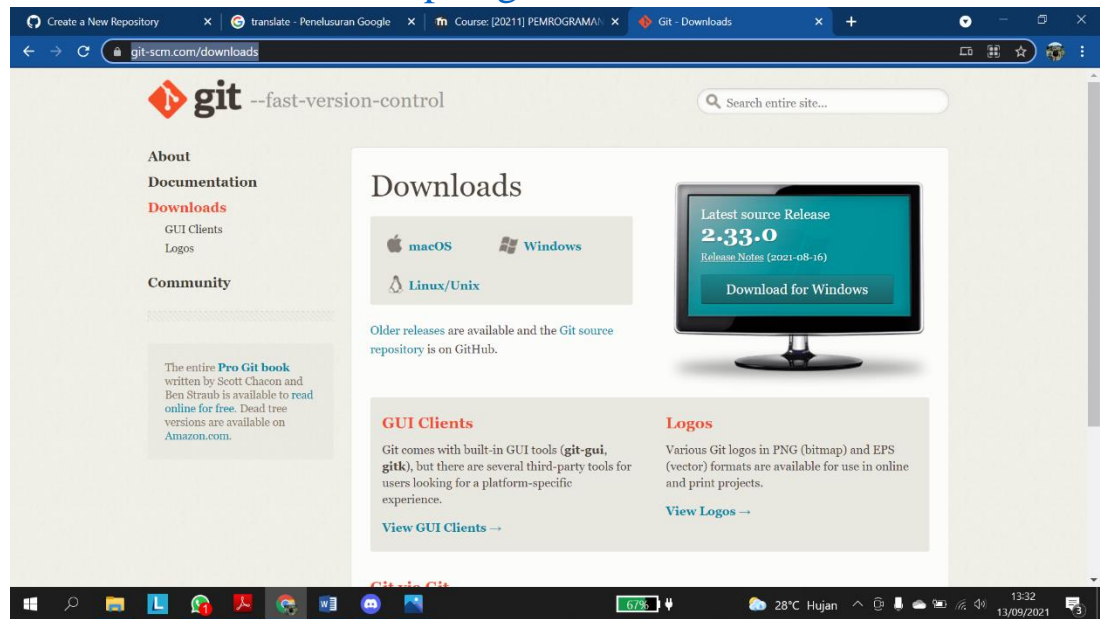 Create a New Repository
translate - Penelusuran Google
Course: [20211] PEMROGRAMAN
Git - Downloads
git-scm.com/downloads
git --fast-version-control
Search entire site...
About
Documentation
Downloads
GUI Clients
Logos
Community
The entire Pro Git book
written by Scott Chacon and
Ben Straub is available to read
online for free. Dead tree
versions are available on
Amazon.com.
Downloads
macOS
Windows
Linux/Unix
Older releases are available and the Git source
repository is on GitHub.
Latest source Release
2.33.0
Release Notes (2021-08-16)
Download for Windows
GUI Clients
Git comes with built-in GUI tools (git-gui,
gitk), but there are several third-party tools for
users looking for a platform-specific
experience.
View GUI Clients →
Logos
Various Git logos in PNG (bitmap) and EPS
(vector) formats are available for use in online
and print projects.
View Logos →
Git via Git
67%
28°C Hujan
13:32
13/09/2021
3